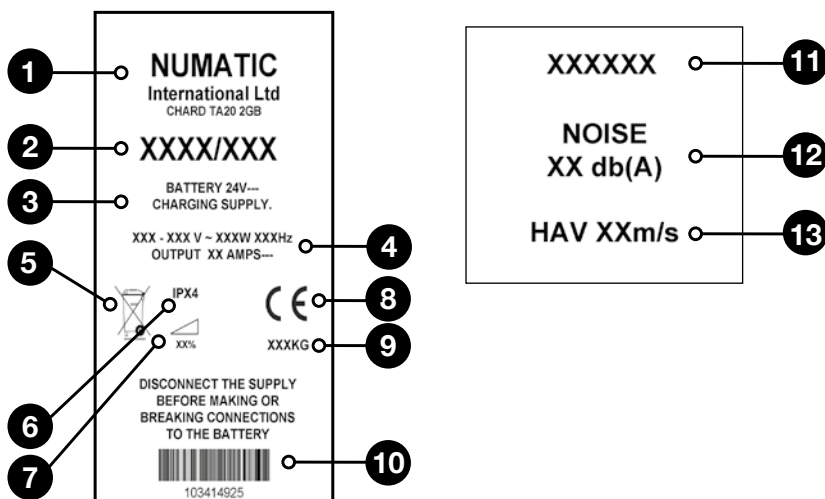 1
NUMATIC
International Ltd
CHARD TA20 2GB
2
XXXX/XXX
3
BATTERY 24V---
CHARGING SUPPLY.
XXX - XXX V ~ XXXW XXXHz
OUTPUT XX AMPS---
4
5
IPX4
CE
8
XX%
XXXKG
9
6
7
DISCONNECT THE SUPPLY
BEFORE MAKING OR
BREAKING CONNECTIONS
TO THE BATTERY
10
103414925
XXXXXX
11
NOISE
XX db(A)
12
HAV XXm/s
13